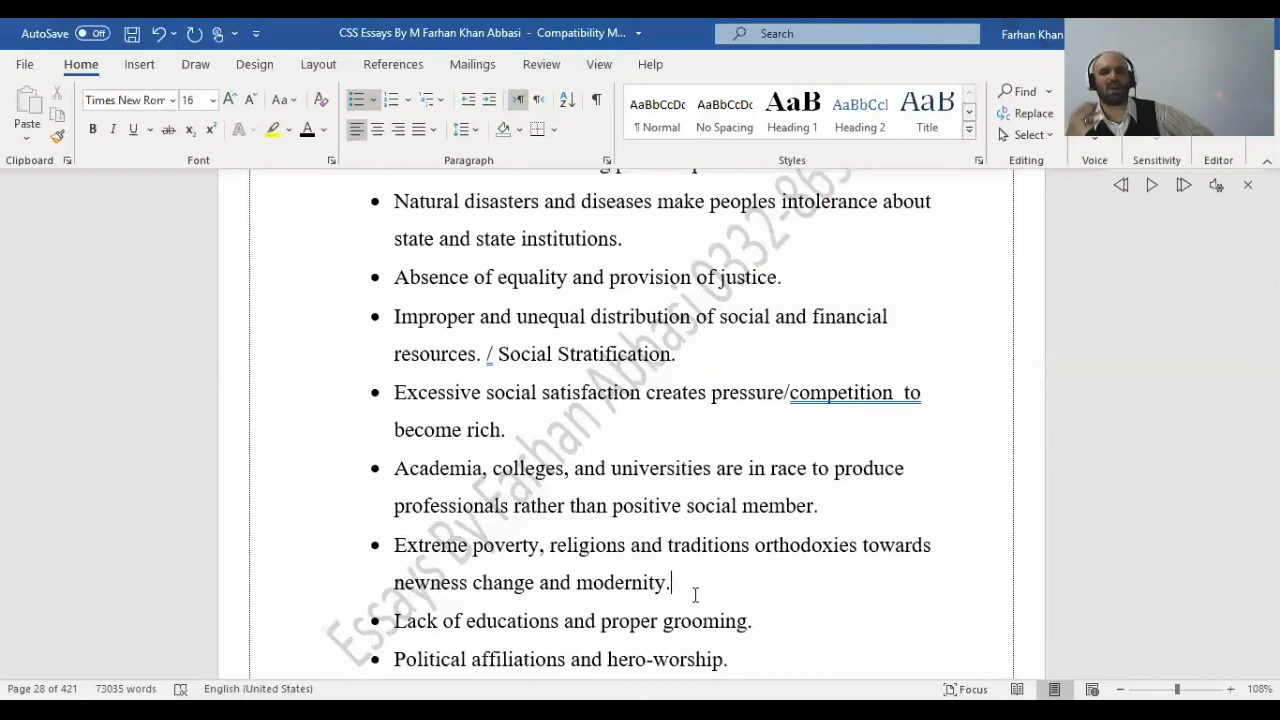 AutoSave Off CSS Essays By M Farhan Khan Abbasi - Compatibility M... Search Farhan Khan
File Home Insert Draw Design Layout References Mailings Review View Help
Paste Times New Ror 16 Aa AaBbCcDc AaBbCcDc AaB AaBbCcI AaB Find
B I U ab x₂ x² A A ¶ Normal No Spacing Heading 1 Heading 2 Title Replace
Select
Clipboard Font Paragraph Styles Editing Voice Sensitivity Editor
• Natural disasters and diseases make peoples intolerance about
state and state institutions.
• Absence of equality and provision of justice.
• Improper and unequal distribution of social and financial
resources. / Social Stratification.
• Excessive social satisfaction creates pressure/competition to
become rich.
• Academia, colleges, and universities are in race to produce
professionals rather than positive social member.
• Extreme poverty, religions and traditions orthodoxies towards
newness change and modernity.
• Lack of educations and proper grooming.
• Political affiliations and hero-worship.
Essays By Farhan Abbasi 0332-86
Page 28 of 421 73035 words English (United States) Focus 108%